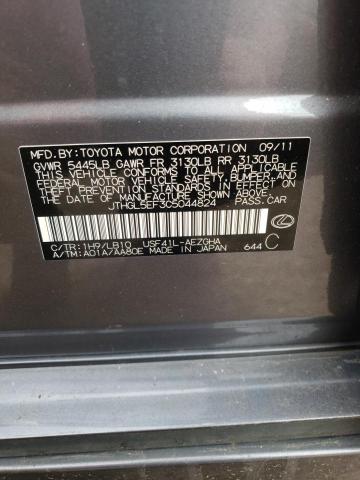 MFD.BY:TOYOTA MOTOR CORPORATION 09/11
GVWR 5445LB GAWR FR 3130LB RR 3130LB
THIS VEHICLE CONFORMS TO ALL APPLICABLE
FEDERAL MOTOR VEHICLE SAFETY, BUMPER, AND
THEFT PREVENTION STANDARDS IN EFFECT ON
THE DATE OF MANUFACTURE SHOWN ABOVE.
JTHGL5EF3C5044824 PASS.CAR
C/TR:1H9/LB10 USF41L-AEZGHA
A/TM:A01A/AA80E MADE IN JAPAN 644 C